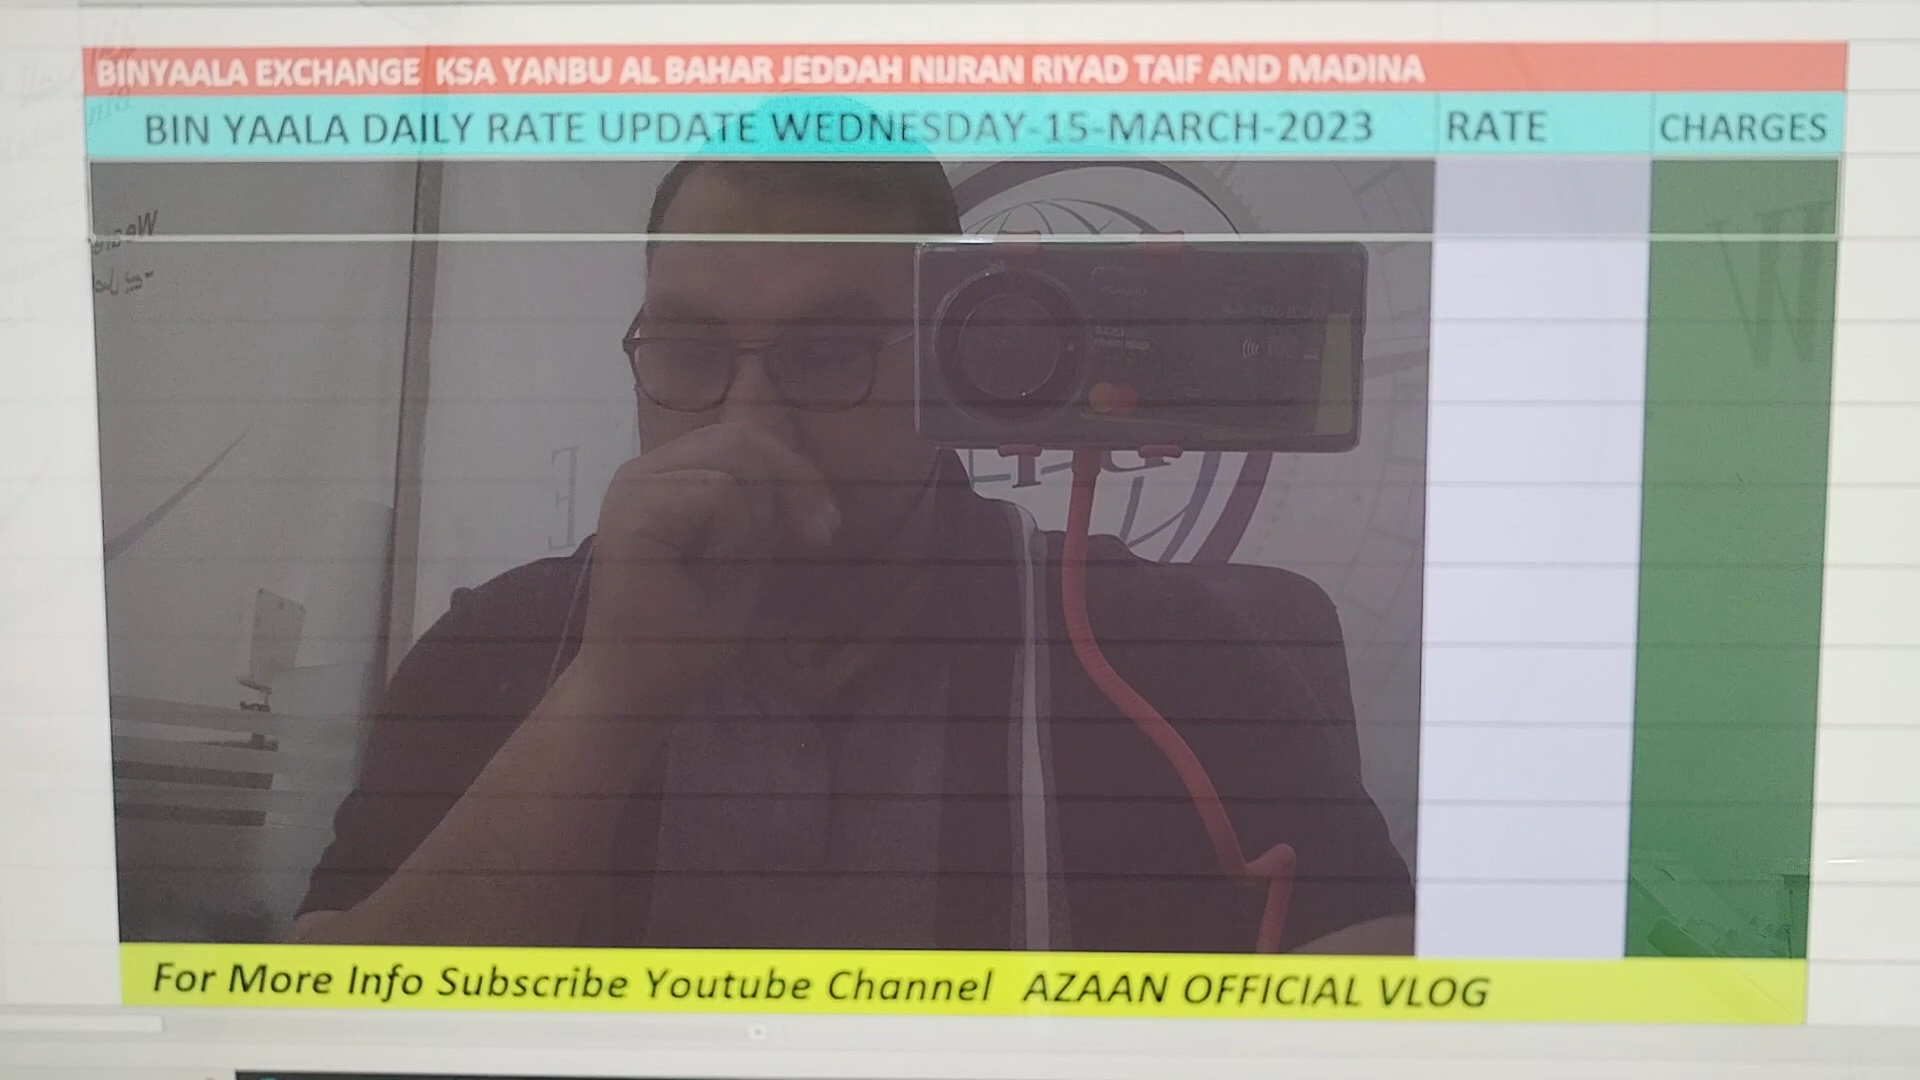 BINYAALA EXCHANGE KSA YANBU AL BAHAR JEDDAH NIJRAN RIYAD TAIF AND MADINA
BIN YAALA DAILY RATE UPDATE WEDNESDAY-15-MARCH-2023 RATE CHARGES
For More Info Subscribe Youtube Channel AZAAN OFFICIAL VLOG